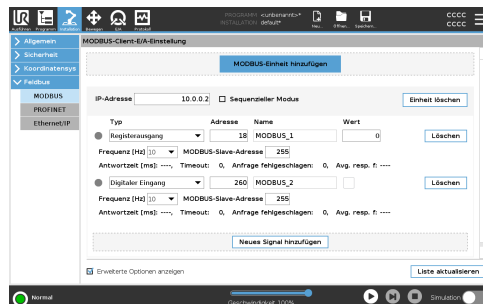 UR
Ausführen Programm Installation Bewegen E/A Protokoll
PROGRAMM <unbenannt>*
INSTALLATION default*
Neu... Öffnen... Speichern...
CCCC
CCCC
Allgemein
Sicherheit
Koordinatensys
Feldbus
MODBUS
PROFINET
Ethernet/IP
MODBUS-Client-E/A-Einstellung
MODBUS-Einheit hinzufügen
IP-Adresse 10.0.0.2 Sequenzieller Modus Einheit löschen
Typ Adresse Name Wert
Registerausgang 18 MODBUS_1 0 Löschen
Frequenz [Hz] 10 MODBUS-Slave-Adresse 255
Antwortzeit [ms]: ----, Timeout: 0, Anfrage fehlgeschlagen: 0, Avg. resp. f: ----
Digitaler Eingang 260 MODBUS_2 Löschen
Frequenz [Hz] 10 MODBUS-Slave-Adresse 255
Antwortzeit [ms]: ----, Timeout: 0, Anfrage fehlgeschlagen: 0, Avg. resp. f: ----
Neues Signal hinzufügen
Erweiterte Optionen anzeigen Liste aktualisieren
Normal Geschwindigkeit 100% Simulation